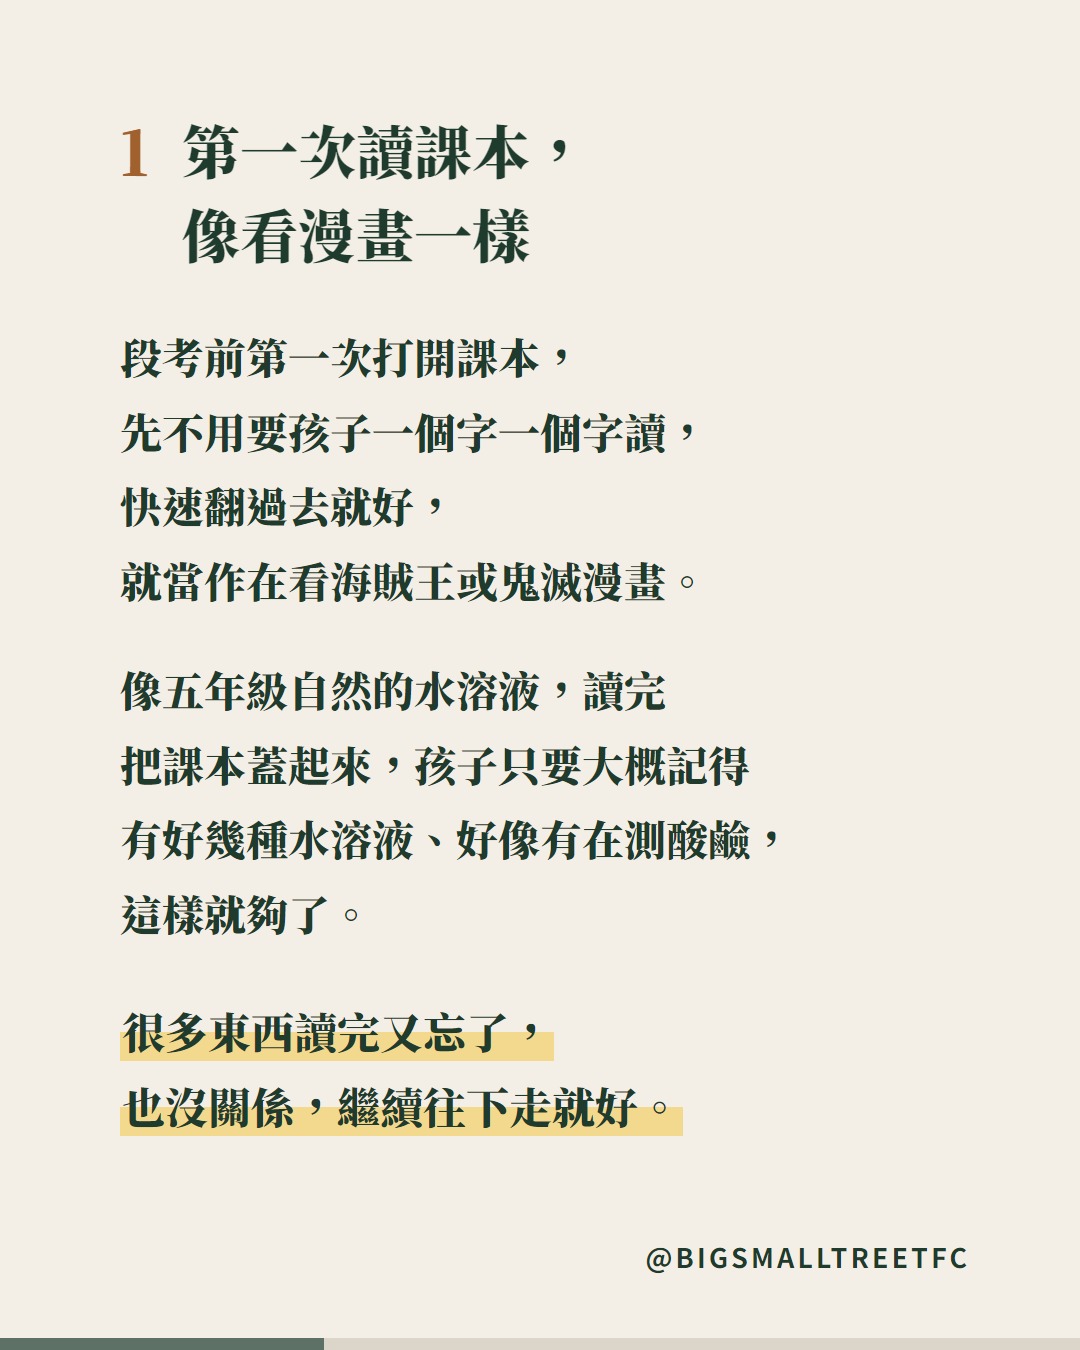 1 第一次讀課本，
像看漫畫一樣
段考前第一次打開課本，
先不用要孩子一個字一個字讀，
快速翻過去就好，
就當作在看海賊王或鬼滅漫畫。
像五年級自然的水溶液，讀完
把課本蓋起來，孩子只要大概記得
有好幾種水溶液、好像有在測酸鹼，
這樣就夠了。
很多東西讀完又忘了，
也沒關係，繼續往下走就好。
@BIGSMALLTREETFC